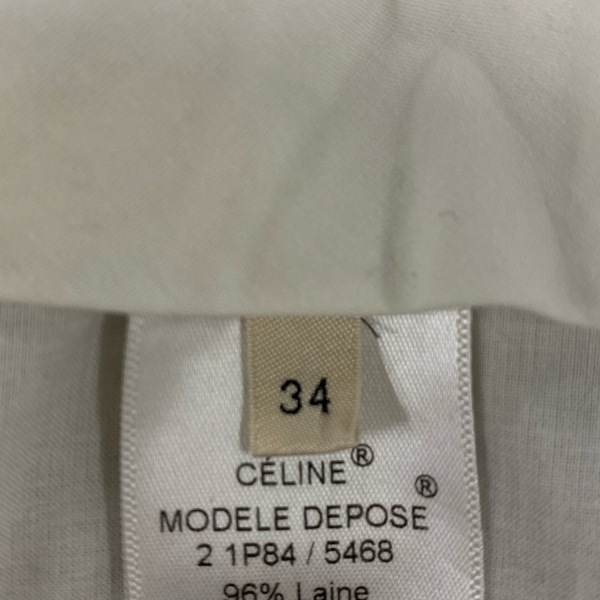 34
CÉLINE®
MODELE DEPOSE®
2 1P84 / 5468
96% Laine